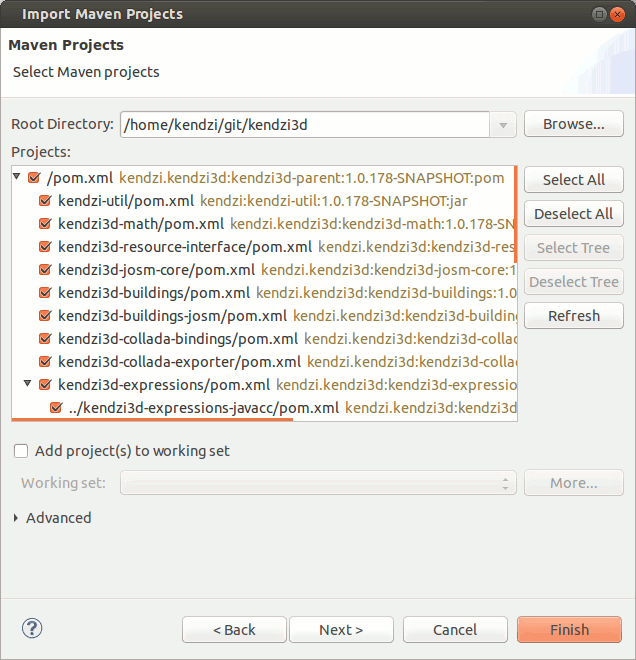 Import Maven Projects
Maven Projects
Select Maven projects
Root Directory: /home/kendzi/git/kendzi3d Browse...
Projects:
/pom.xml kendzi.kendzi3d:kendzi3d-parent:1.0.178-SNAPSHOT:pom
kendzi-util/pom.xml kendzi:kendzi-util:1.0.178-SNAPSHOT:jar
kendzi3d-math/pom.xml kendzi.kendzi3d:kendzi3d-math:1.0.178-SN
kendzi3d-resource-interface/pom.xml kendzi.kendzi3d:kendzi3d-res
kendzi3d-josm-core/pom.xml kendzi.kendzi3d:kendzi3d-josm-core:1
kendzi3d-buildings/pom.xml kendzi.kendzi3d:kendzi3d-buildings:1.0
kendzi3d-buildings-josm/pom.xml kendzi.kendzi3d:kendzi3d-building
kendzi3d-collada-bindings/pom.xml kendzi.kendzi3d:kendzi3d-collac
kendzi3d-collada-exporter/pom.xml kendzi.kendzi3d:kendzi3d-colla
kendzi3d-expressions/pom.xml kendzi.kendzi3d:kendzi3d-expressio
../kendzi3d-expressions-javacc/pom.xml kendzi.kendzi3d:kendzi3d
Select All
Deselect All
Select Tree
Deselect Tree
Refresh
Add project(s) to working set
Working set: More...
Advanced
? < Back Next > Cancel Finish